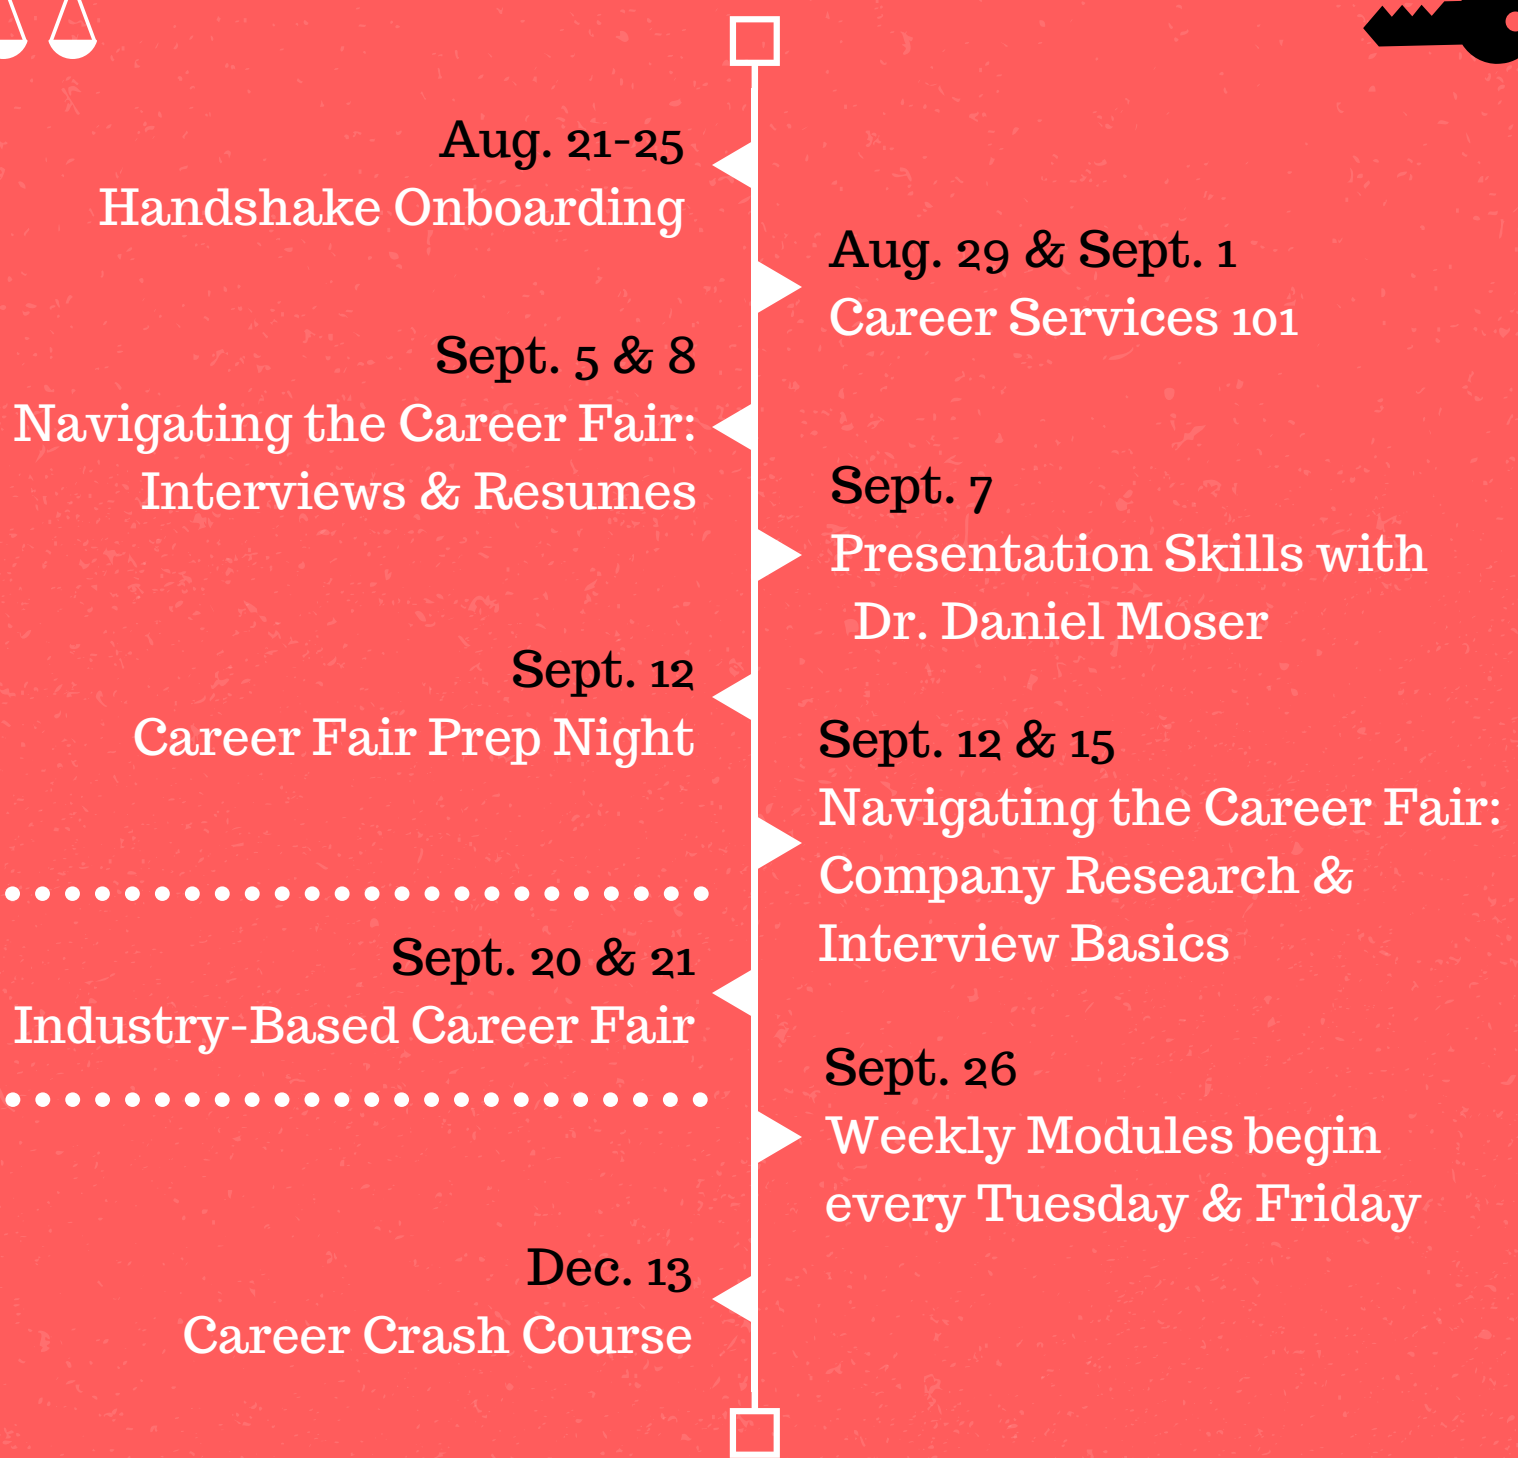 Aug. 21-25
Handshake Onboarding
Aug. 29 & Sept. 1
Career Services 101
Sept. 5 & 8
Navigating the Career Fair:
Interviews & Resumes
Sept. 7
Presentation Skills with
Dr. Daniel Moser
Sept. 12
Career Fair Prep Night
Sept. 12 & 15
Navigating the Career Fair:
Company Research &
Interview Basics
Sept. 20 & 21
Industry-Based Career Fair
Sept. 26
Weekly Modules begin
every Tuesday & Friday
Dec. 13
Career Crash Course